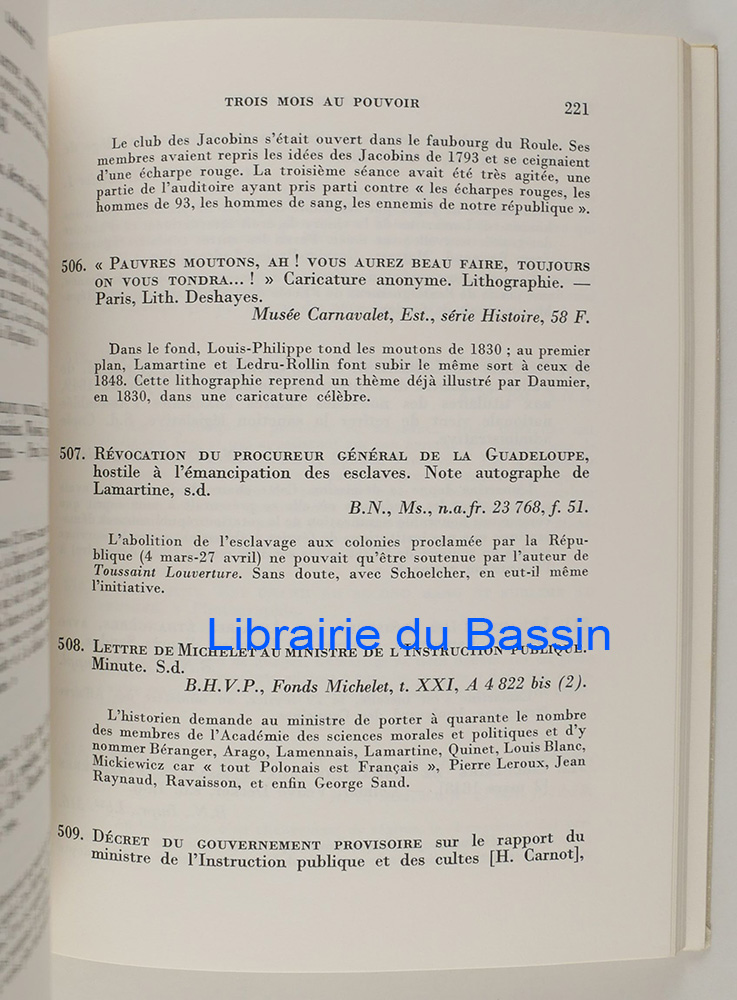 TROIS MOIS AU POUVOIR
221
Le club des Jacobins s'était ouvert dans le faubourg du Roule. Ses
membres avaient repris les idées des Jacobins de 1793 et se ceignaient
d'une écharpe rouge. La troisième séance avait été très agitée, une
partie de l'auditoire ayant pris parti contre « les écharpes rouges, les
hommes de 93, les hommes de sang, les ennemis de notre république ».
506. « PAUVRES MOUTONS, AH ! VOUS AUREZ BEAU FAIRE, TOUJOURS
ON VOUS TONDRA... ! » Caricature anonyme. Lithographie. —
Paris, Lith. Deshayes.
Musée Carnavalet, Est., série Histoire, 58 F.
Dans le fond, Louis-Philippe tond les moutons de 1830 ; au premier
plan, Lamartine et Ledru-Rollin font subir le même sort à ceux de
1848. Cette lithographie reprend un thème déjà illustré par Daumier,
en 1830, dans une caricature célèbre.
507. RÉVOCATION DU PROCUREUR GÉNÉRAL DE LA GUADELOUPE,
hostile à l'émancipation des esclaves. Note autographe de
Lamartine, s.d.
B.N., Ms., n.a.fr. 23 768, f. 51.
L'abolition de l'esclavage aux colonies proclamée par la Répu-
blique (4 mars-27 avril) ne pouvait qu'être soutenue par l'auteur de
Toussaint Louverture. Sans doute, avec Schoelcher, en eut-il même
l'initiative.
Librairie du Bassin
508. LETTRE DE MICHELET AU MINISTRE DE L'INSTRUCTION PUBLIQUE.
Minute. S.d.
B.H.V.P., Fonds Michelet, t. XXI, A 4 822 bis (2).
L'historien demande au ministre de porter à quarante le nombre
des membres de l'Académie des sciences morales et politiques et d'y
nommer Béranger, Arago, Lamennais, Lamartine, Quinet, Louis Blanc,
Mickiewicz car « tout Polonais est Français », Pierre Leroux, Jean
Raynaud, Ravaisson, et enfin George Sand.
509. DÉCRET DU GOUVERNEMENT PROVISOIRE sur le rapport du
ministre de l'Instruction publique et des cultes [H. Carnot],